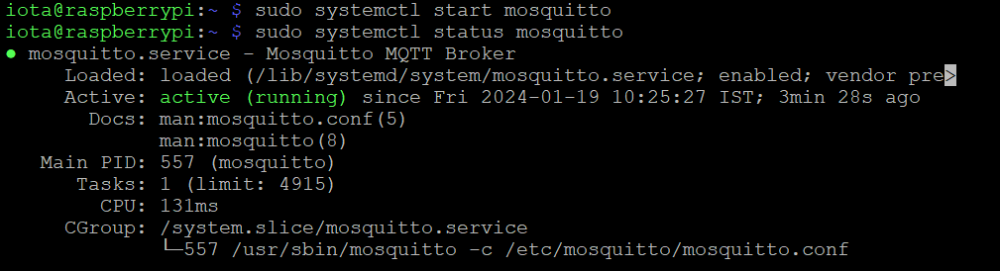 iota@raspberrypi:~ $ sudo systemctl start mosquitto
iota@raspberrypi:~ $ sudo systemctl status mosquitto
● mosquitto.service - Mosquitto MQTT Broker
     Loaded: loaded (/lib/systemd/system/mosquitto.service; enabled; vendor pre>
     Active: active (running) since Fri 2024-01-19 10:25:27 IST; 3min 28s ago
       Docs: man:mosquitto.conf(5)
             man:mosquitto(8)
   Main PID: 557 (mosquitto)
      Tasks: 1 (limit: 4915)
        CPU: 131ms
     CGroup: /system.slice/mosquitto.service
             └─557 /usr/sbin/mosquitto -c /etc/mosquitto/mosquitto.conf